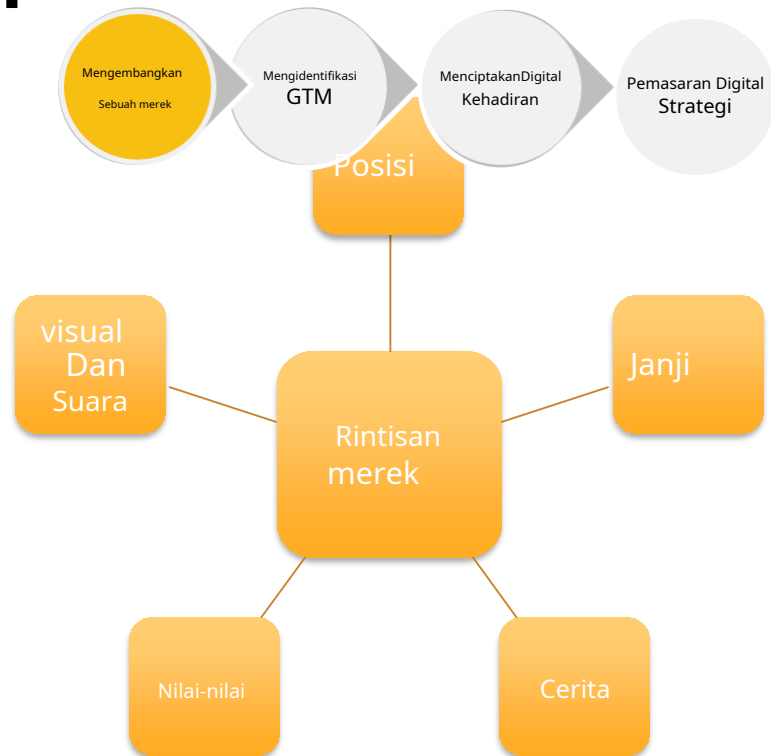 Mengembangkan
Sebuah merek
Mengidentifikasi
GTM
MenciptakanDigital
Kehadiran
Pemasaran Digital
Strategi
Posisi
visual
Dan
Suara
Janji
Rintisan
merek
Nilai-nilai
Cerita